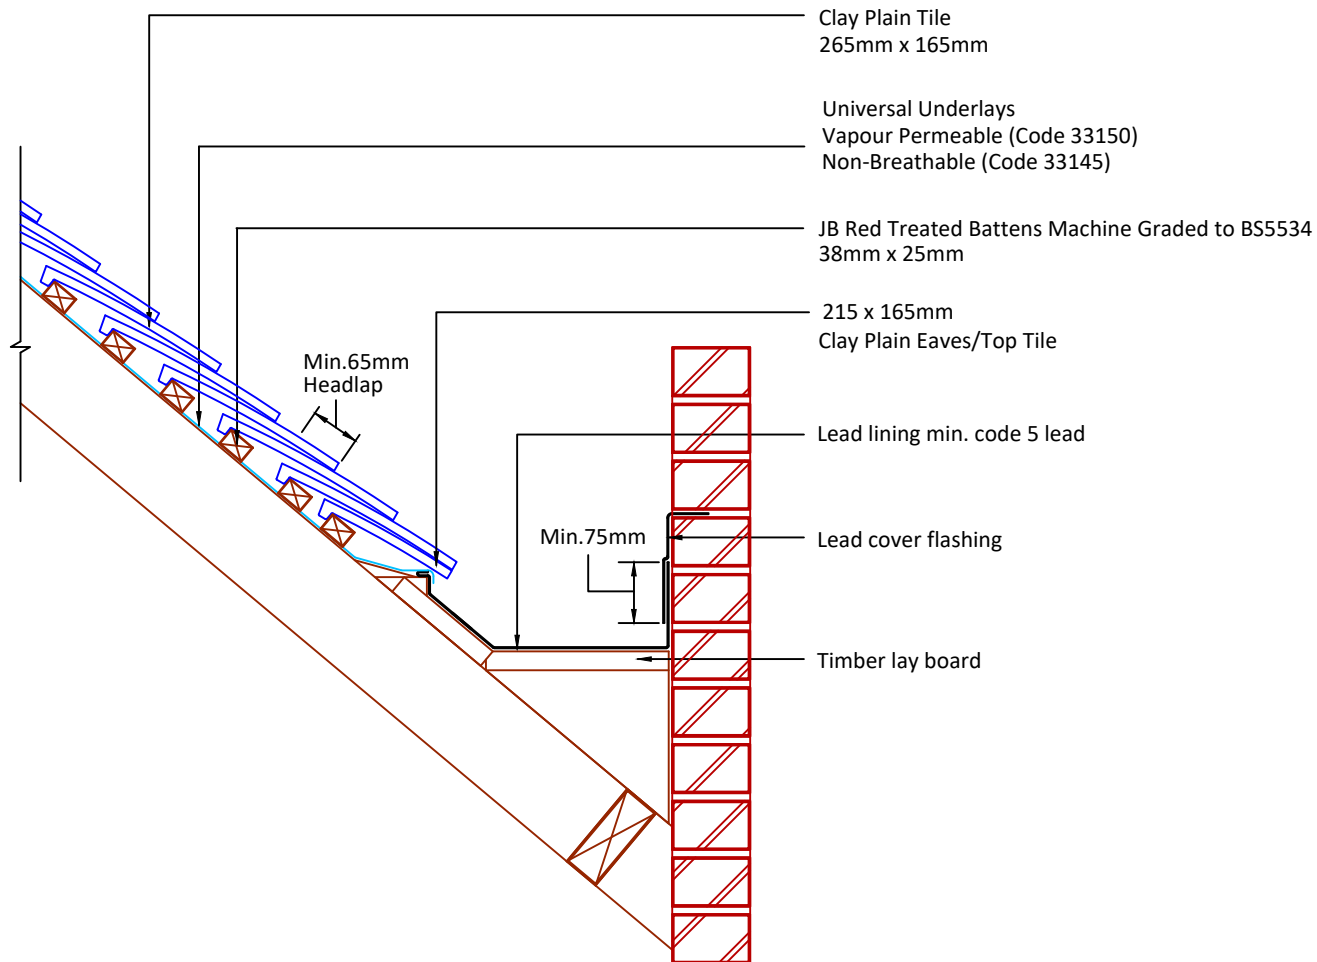 Clay Plain Tile
265mm x 165mm
Universal Underlays
Vapour Permeable (Code 33150)
Non-Breathable (Code 33145)
JB Red Treated Battens Machine Graded to BS5534
38mm x 25mm
215 x 165mm
Clay Plain Eaves/Top Tile
Min.65mm
Headlap
Lead lining min. code 5 lead
Min.75mm
Lead cover flashing
Timber lay board